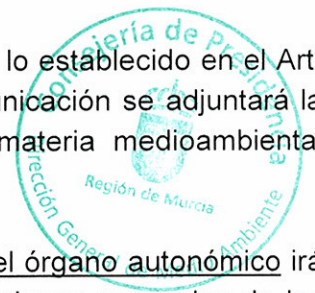 lo establecido en el Art
nicación se adjuntará la
materia medioambienta
el órgano autonómico irá
Consejería de Presidencia
Región de Murcia
Dirección General de Medio Ambiente